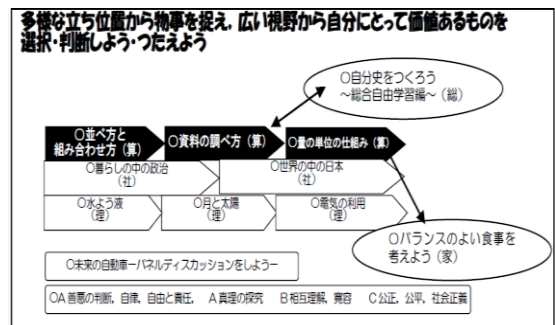 多様な立ち位置から物事を捉え，広い視野から自分にとって価値あるものを
選択・判断しよう・つたえよう
○自分史をつくろう
～総合自由学習編～（総）
○並べ方と
組み合わせ方（算）
○資料の調べ方（算）
○量の単位の仕組み（算）
○暮らしの中の政治
（社）
○世界の中の日本
（社）
○水よう液
（理）
○月と太陽
（理）
○電気の利用
（理）
○バランスのよい食事を
考えよう（家）
○未来の自動車ーパネルディスカッションをしようー
○A 善悪の判断，自律，自由と責任，　A 真理の探究　B 相互理解，寛容　C 公正，公平，社会正義